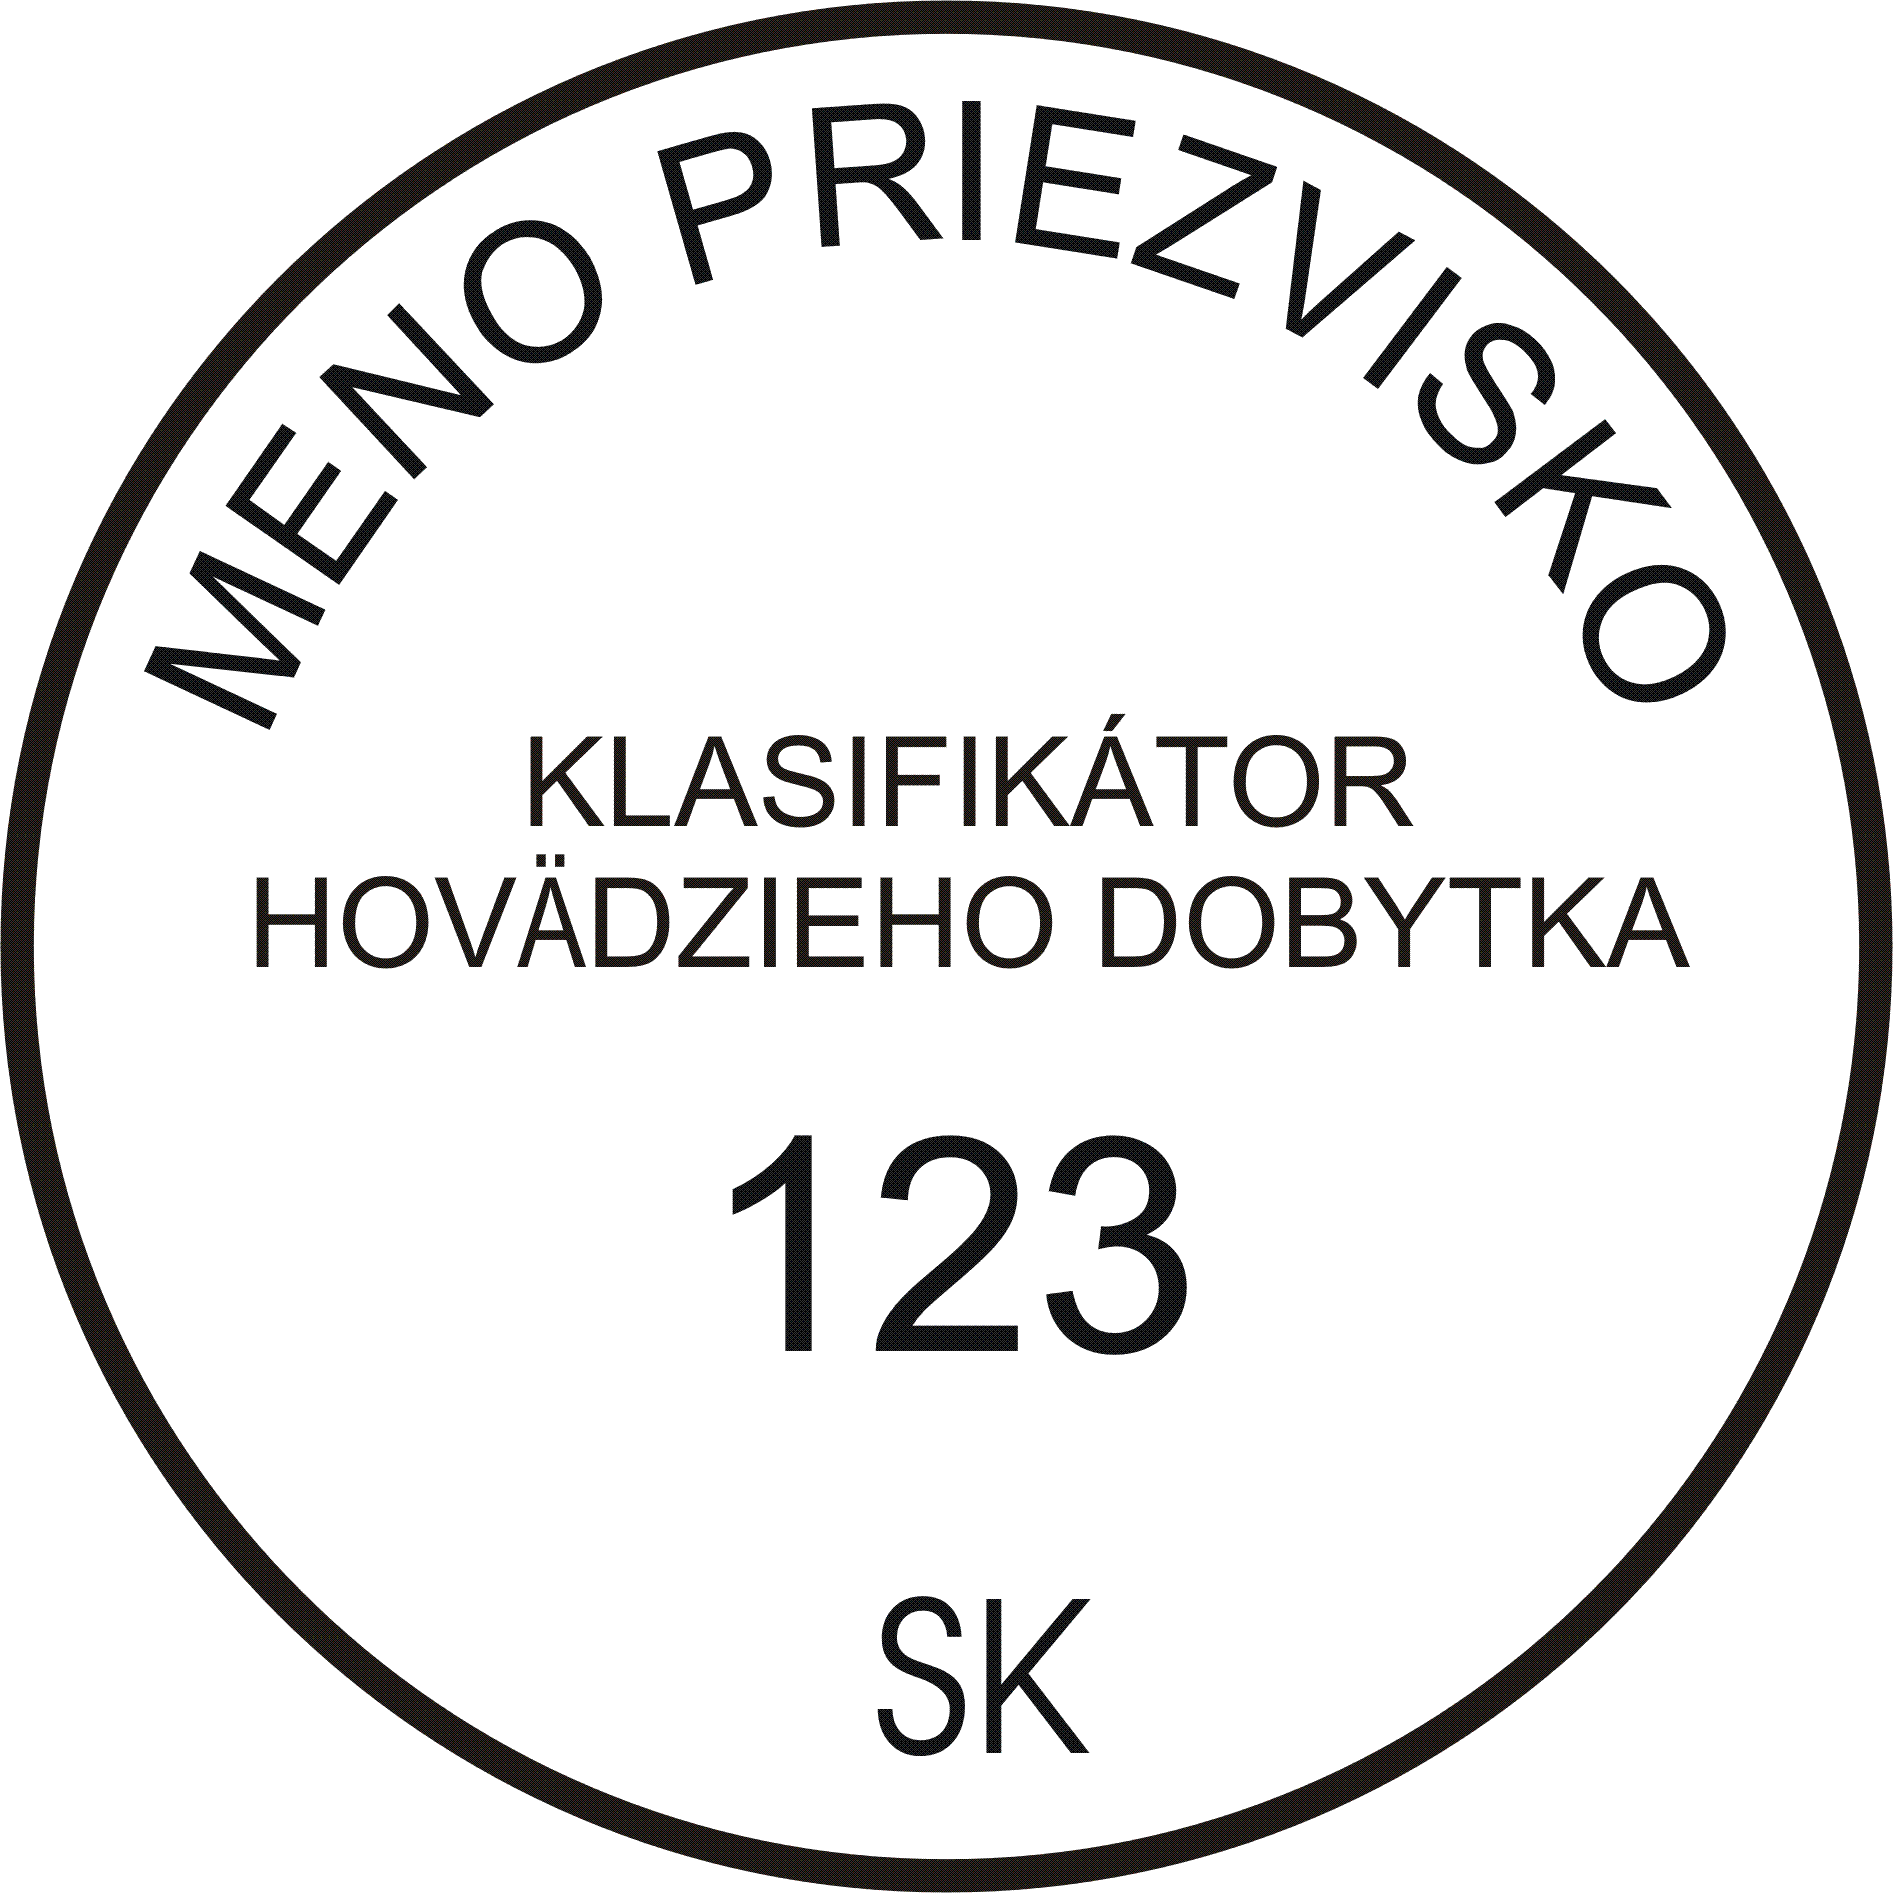 MENO PRIEZVISKO
KLASIFIKÁTOR
HOVÄDZIEHO DOBYTKA
123
SK